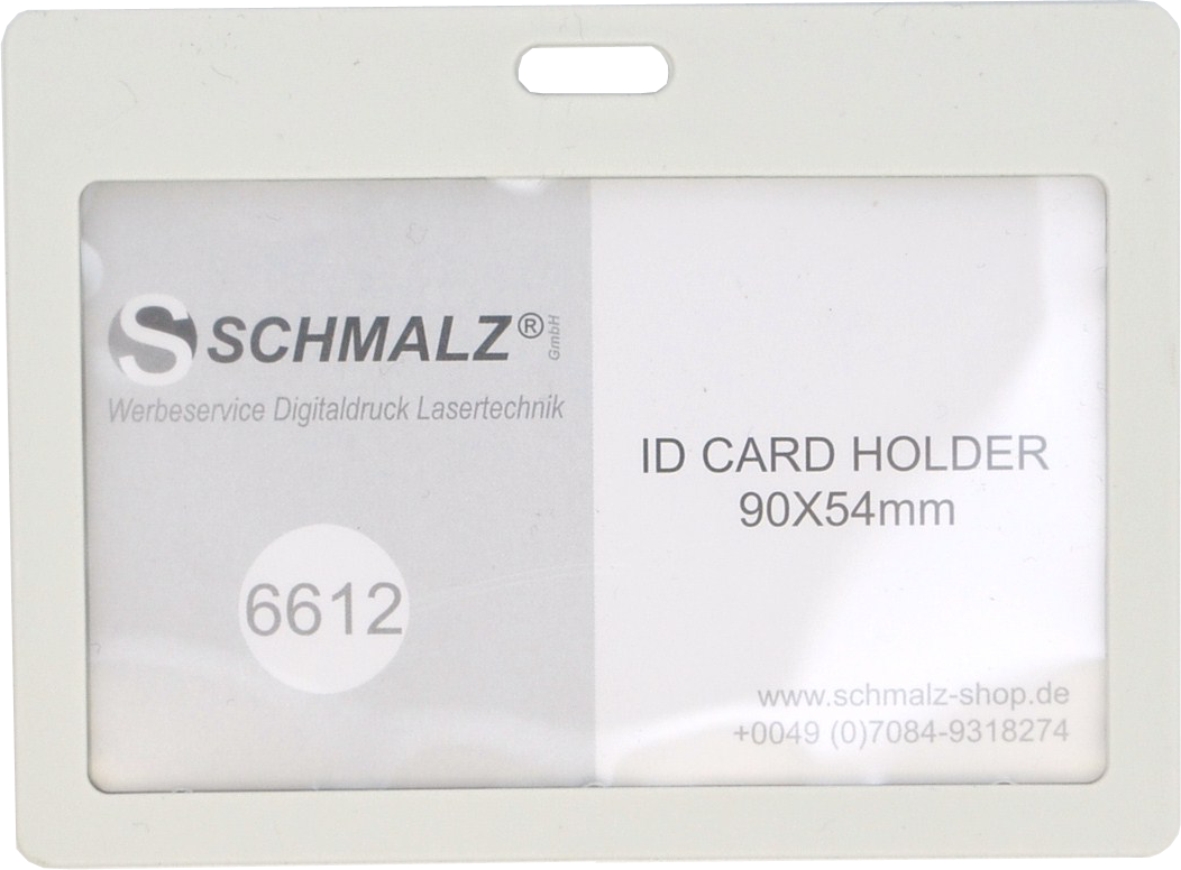 S SCHMALZ® GmbH
Werbeservice Digitaldruck Lasertechnik
6612
ID CARD HOLDER
90X54mm
www.schmalz-shop.de
+0049 (0)7084-9318274